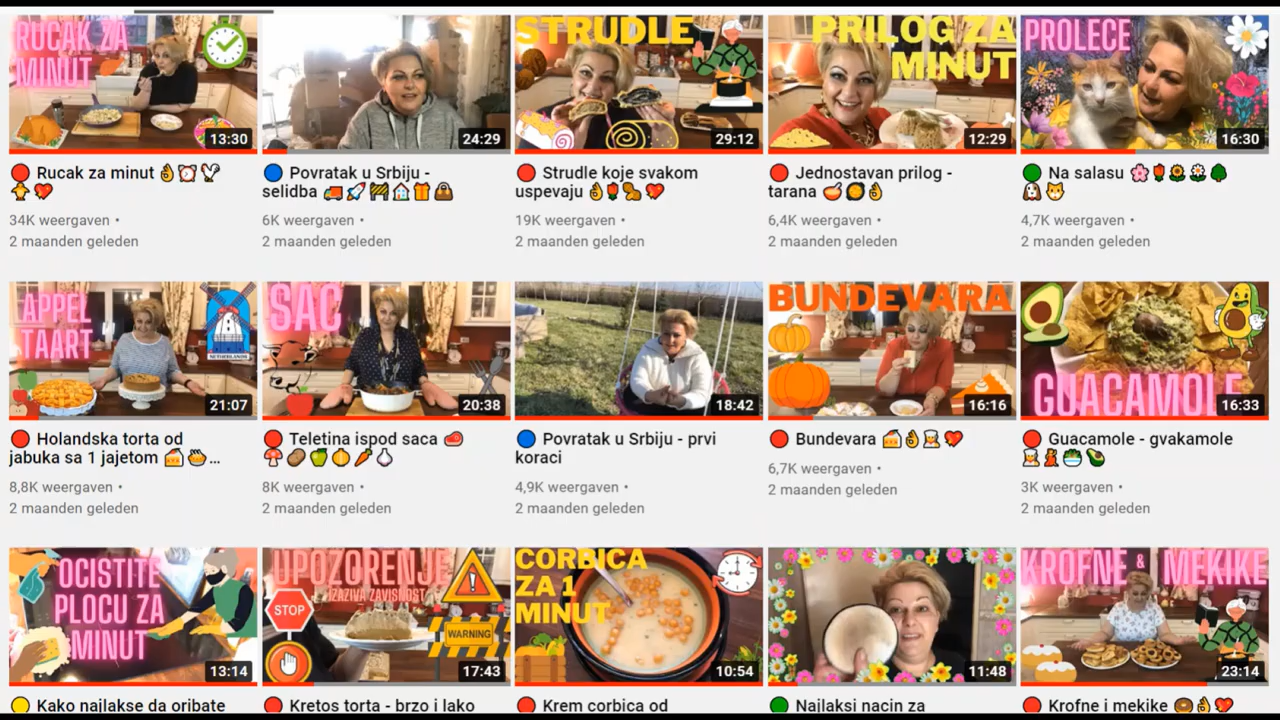 RUCAK ZA
MINUT
13:30
24:29
STRUDLE
29:12
PRILOG ZA
MINUT
12:29
PROLECE
16:30
Rucak za minut
34K weergaven •
2 maanden geleden
Povratak u Srbiju -
selidba
6K weergaven •
2 maanden geleden
Strudle koje svakom
uspevaju
19K weergaven •
2 maanden geleden
Jednostavan prilog -
tarana
6,4K weergaven •
2 maanden geleden
Na salasu
4,7K weergaven •
2 maanden geleden
APPEL
TAART
NETHERLANDS
21:07
SAC
20:38
18:42
BUNDEVARA
16:16
GUACAMOLE
16:33
Holandska torta od
jabuka sa 1 jajetom ...
8,8K weergaven •
2 maanden geleden
Teletina ispod saca
8K weergaven •
2 maanden geleden
Povratak u Srbiju - prvi
koraci
4,9K weergaven •
2 maanden geleden
Bundevara
6,7K weergaven •
2 maanden geleden
Guacamole - gvakamole
3K weergaven •
2 maanden geleden
OCISTITE
PLOCU ZA
MINUT
13:14
UPOZORENJE
IZAZIVA ZAVISNOST
STOP
WARNING
17:43
CORBICA
ZA 1
MINUT
10:54
11:48
KROFNE & MEKIKE
23:14
Kako najlakse da oribate
Kretos torta - brzo i lako
Krem corbica od
Najlaksi nacin za
Krofne i mekike